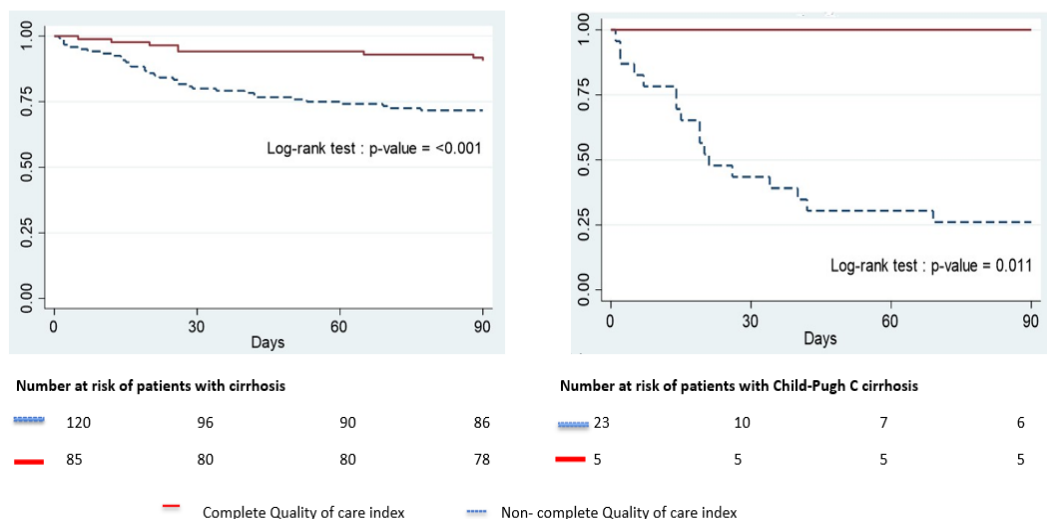 1.00
0.75
0.50
0.25
0.00
Log-rank test : p-value = <0.001
0 30 60 90
Days
1.00
0.75
0.50
0.25
0.00
Log-rank test : p-value = 0.011
0 30 60 90
Days
Number at risk of patients with cirrhosis
120 96 90 86
85 80 80 78
Number at risk of patients with Child-Pugh C cirrhosis
23 10 7 6
5 5 5 5
Complete Quality of care index
Non- complete Quality of care index